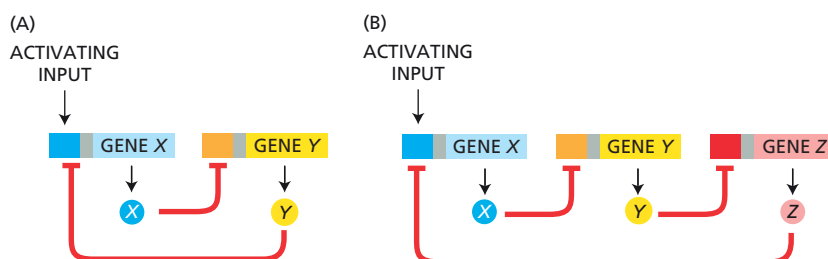 (A)
ACTIVATING
INPUT
GENE X
GENE Y
X
Y
(B)
ACTIVATING
INPUT
GENE X
GENE Y
GENE Z
X
Y
Z